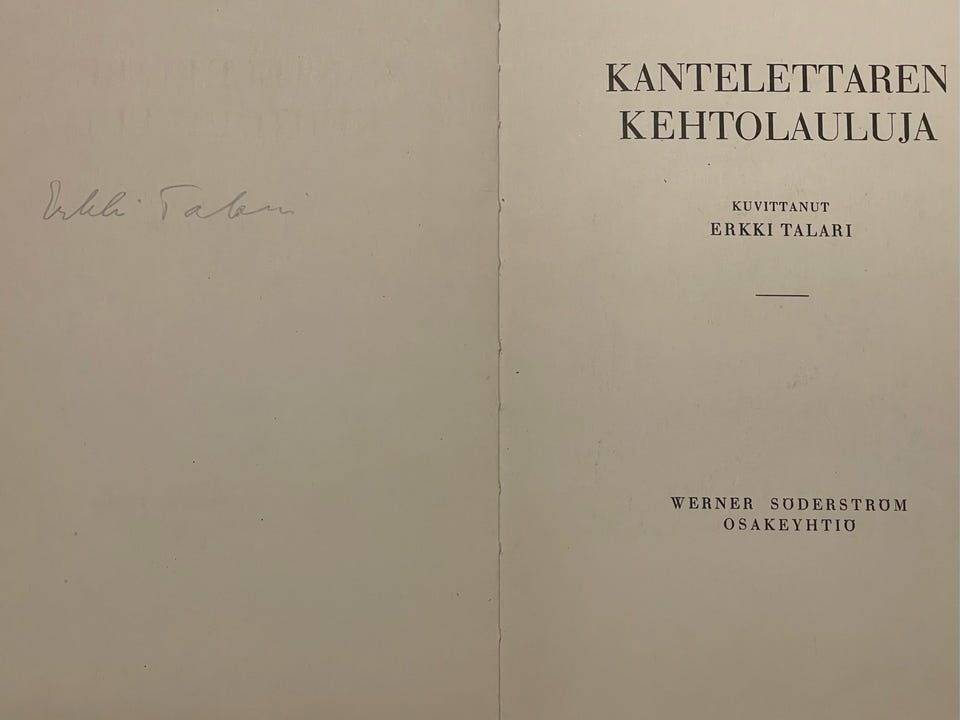 Erkki Talari
KANTELETTAREN
KEHTOLAULUJA
KUVITTANUT
ERKKI TALARI
WERNER SÖDERSTRÖM
OSAKEYHTIÖ